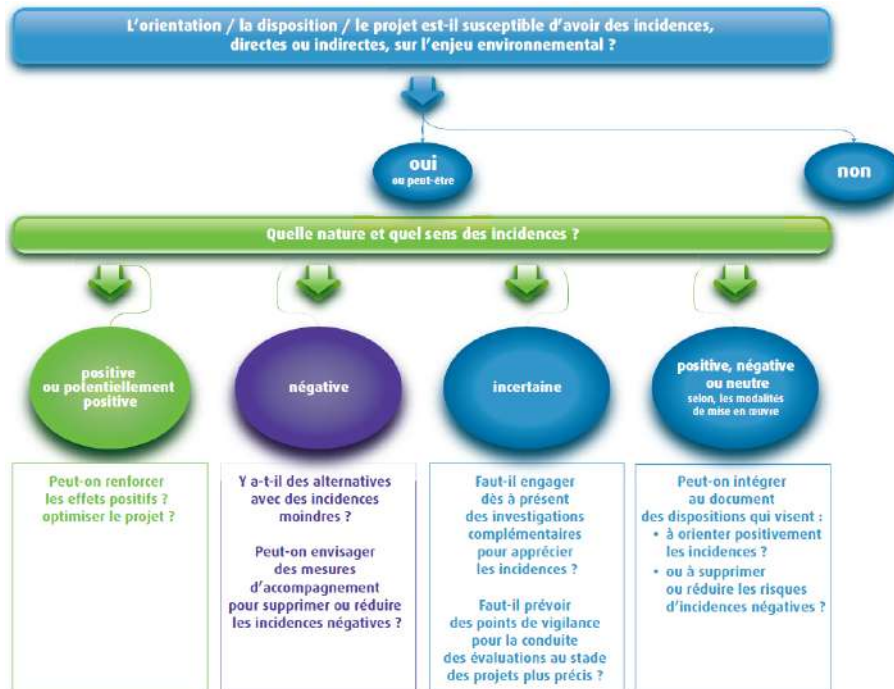 L'orientation / la disposition / le projet est-il susceptible d'avoir des incidences,
directes ou indirectes, sur l'enjeu environnemental ?
oui
ou peut-être
non
Quelle nature et quel sens des incidences ?
positive
ou potentiellement
positive
négative
incertaine
positive, négative
ou neutre
selon, les modalités
de mise en œuvre
Peut-on renforcer
les effets positifs ?
optimiser le projet ?
Y a-t-il des alternatives
avec des incidences
moindres ?
Peut-on envisager
des mesures
d'accompagnement
pour supprimer ou réduire
les incidences négatives ?
Faut-il engager
dès à présent
des investigations
complémentaires
pour apprécier
les incidences ?
Faut-il prévoir
des points de vigilance
pour la conduite
des évaluations au stade
des projets plus précis ?
Peut-on intégrer
au document
des dispositions qui visent :
• à orienter positivement
les incidences ?
• ou à supprimer
ou réduire les risques
d'incidences négatives ?